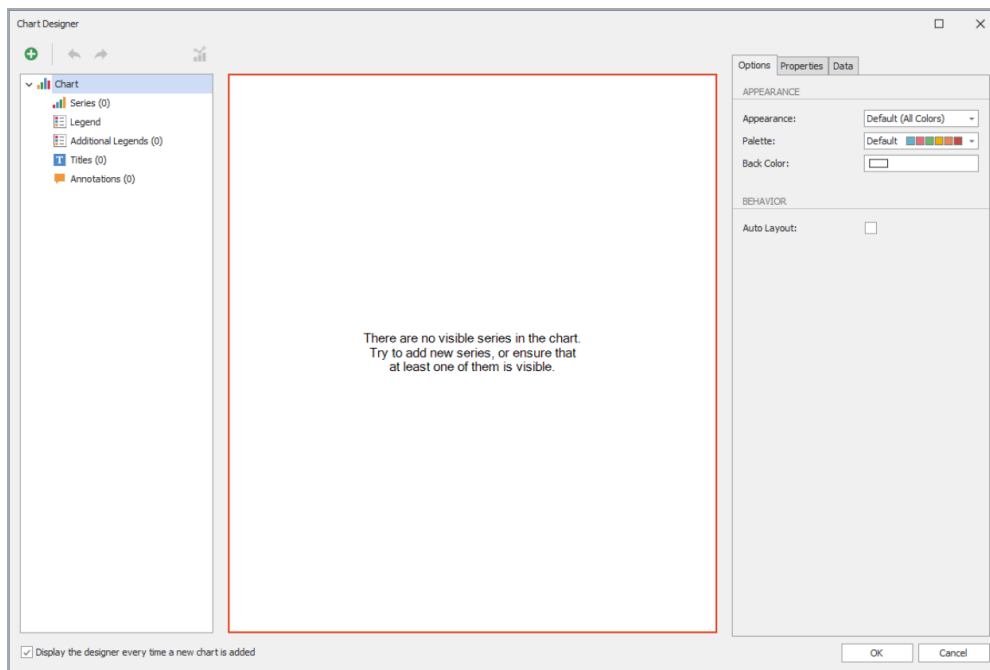 Chart Designer
Chart
Series (0)
Legend
Additional Legends (0)
Titles (0)
Annotations (0)
There are no visible series in the chart.
Try to add new series, or ensure that
at least one of them is visible.
Options Properties Data
APPEARANCE
Appearance: Default (All Colors)
Palette: Default
Back Color:
BEHAVIOR
Auto Layout:
Display the designer every time a new chart is added
OK Cancel